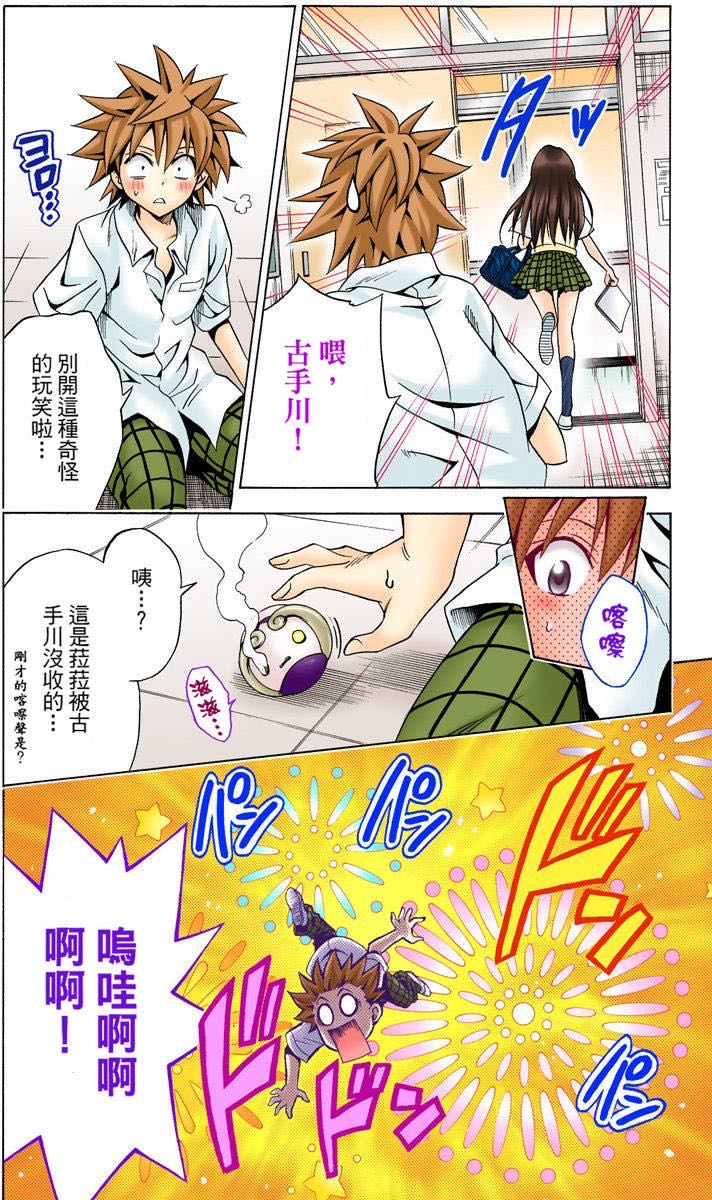 ダッ
喂，
古手川！
ヨロ…
別開這種奇怪
的玩笑啦…
喀嚓
咦…？
這是菈菈被古
手川沒收的…
剛才的喀嚓聲是？
滋滋…
ドドン
パン
パン
ドドン
パン
嗚哇啊啊
啊啊！